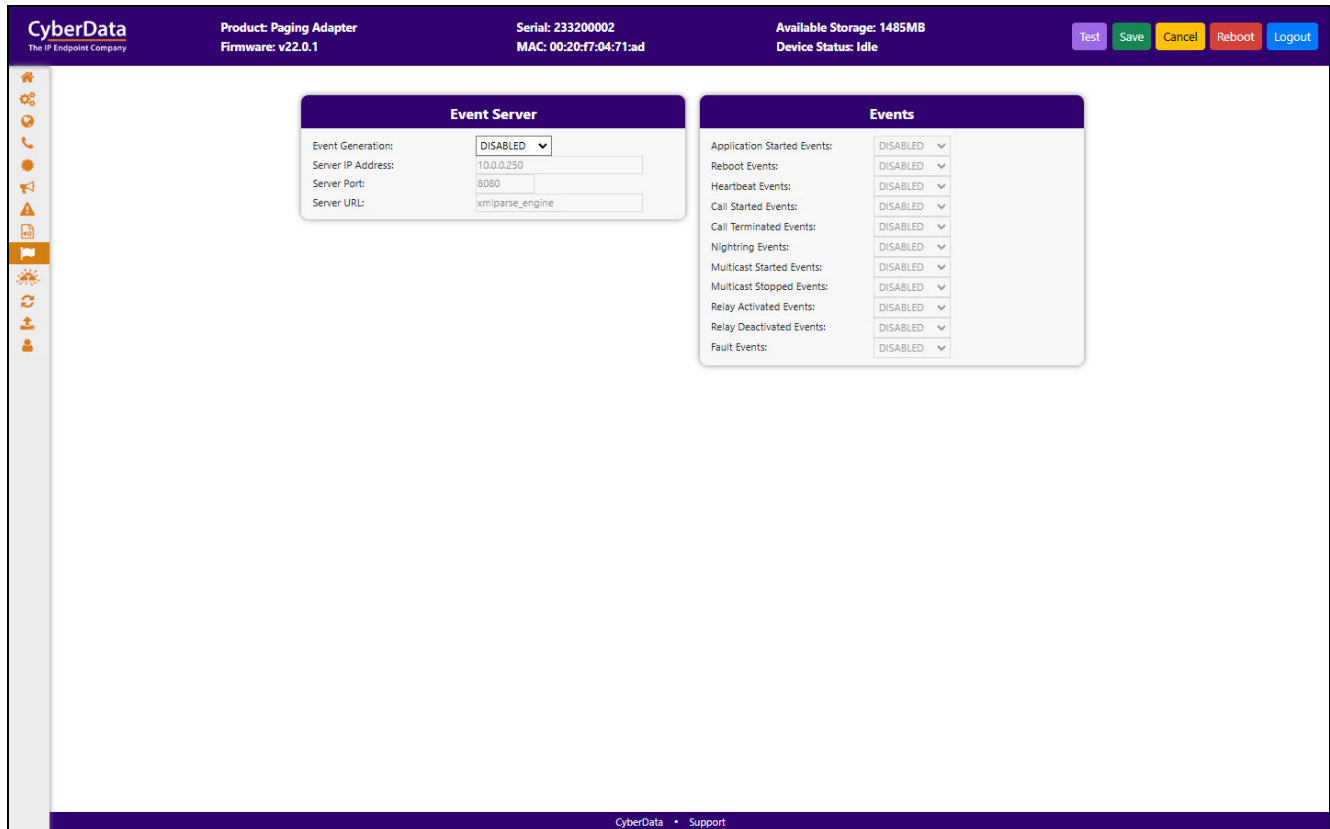 CyberData
The IP Endpoint Company
Product: Paging Adapter
Firmware: v22.0.1
Serial: 233200002
MAC: 00:20:f7:04:71:ad
Available Storage: 1485MB
Device Status: Idle
Test Save Cancel Reboot Logout
Event Server
Event Generation: DISABLED
Server IP Address: 10.0.0.250
Server Port: 8080
Server URL: xmlparse_engine
Events
Application Started Events: DISABLED
Reboot Events: DISABLED
Heartbeat Events: DISABLED
Call Started Events: DISABLED
Call Terminated Events: DISABLED
Nightring Events: DISABLED
Multicast Started Events: DISABLED
Multicast Stopped Events: DISABLED
Relay Activated Events: DISABLED
Relay Deactivated Events: DISABLED
Fault Events: DISABLED
CyberData • Support